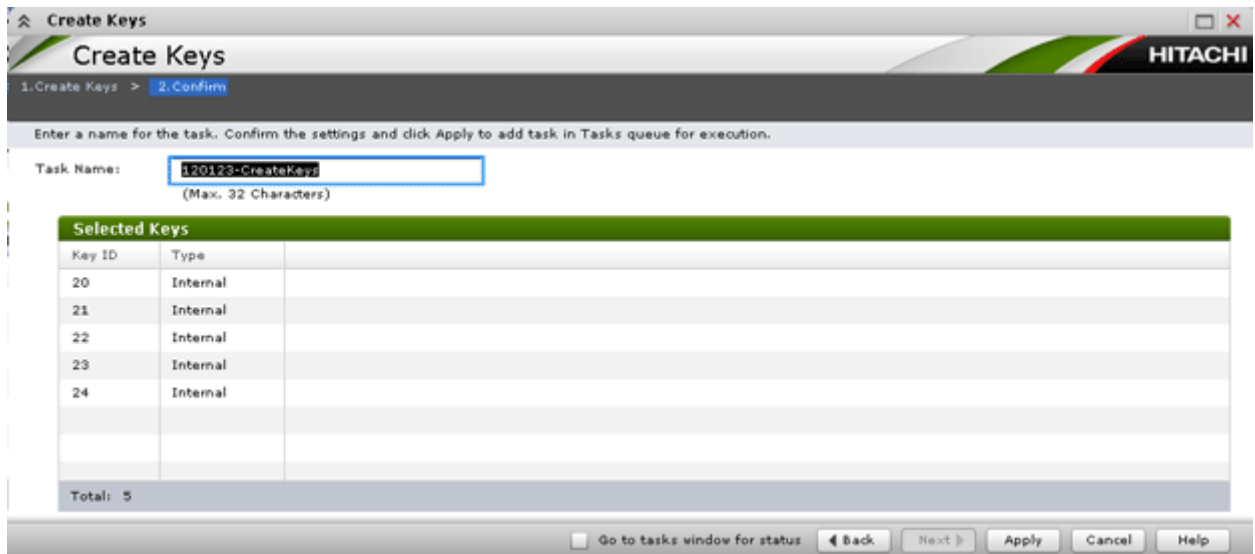 Create Keys
Create Keys
HITACHI
1.Create Keys > 2.Confirm
Enter a name for the task. Confirm the settings and click Apply to add task in Tasks queue for execution.
Task Name: 120123-CreateKeys
(Max. 32 Characters)
Selected Keys
Key ID Type
20 Internal
21 Internal
22 Internal
23 Internal
24 Internal
Total: 5
Go to tasks window for status Back Next Apply Cancel Help